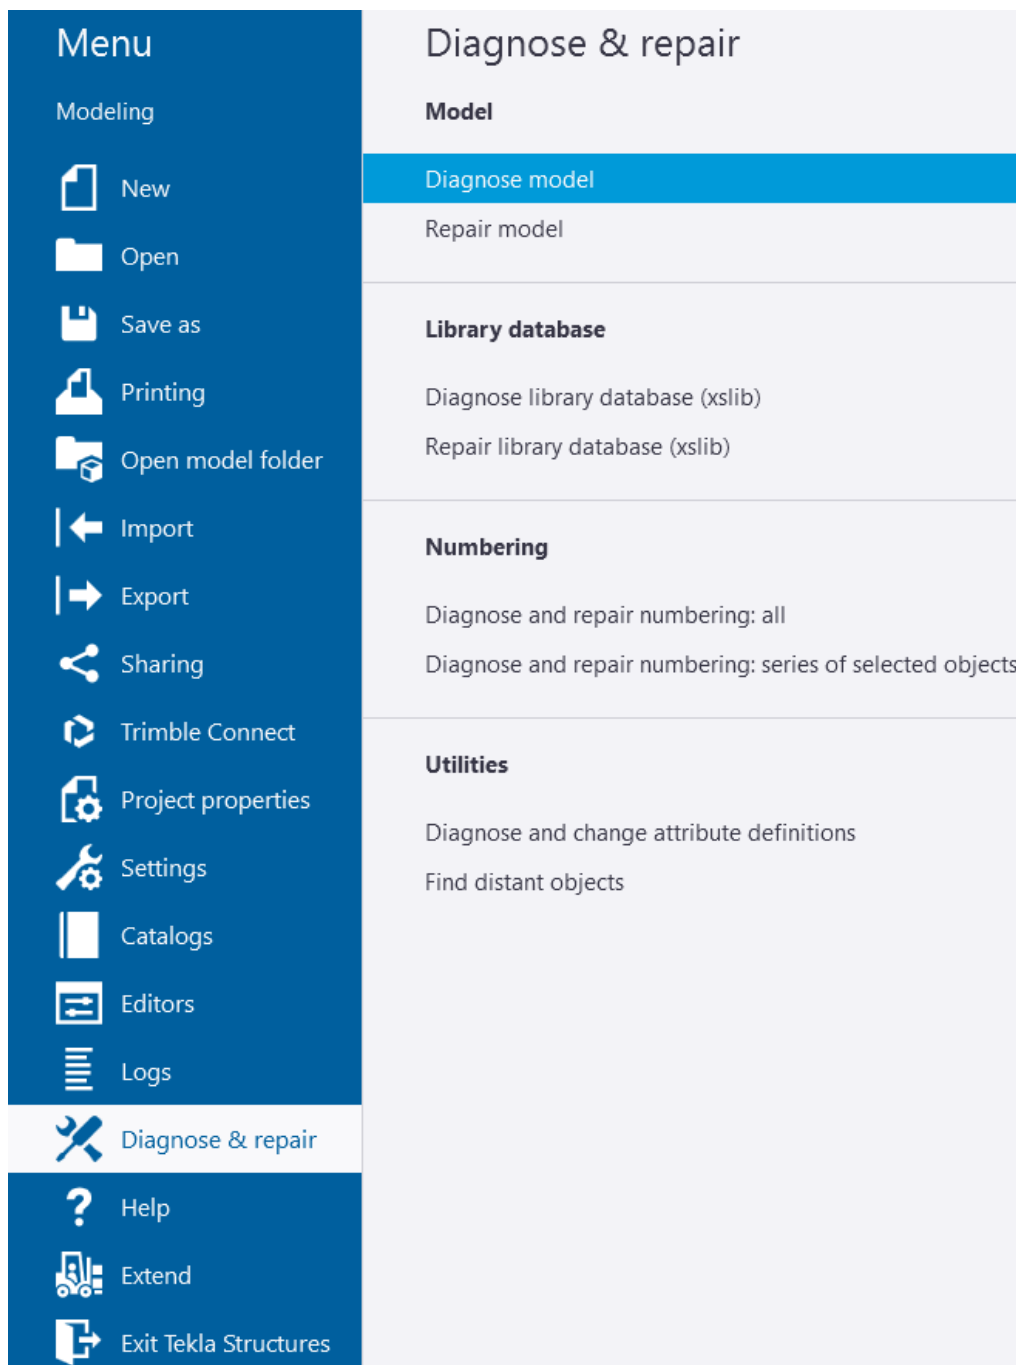 Menu
Modeling
New
Open
Save as
Printing
Open model folder
Import
Export
Sharing
Trimble Connect
Project properties
Settings
Catalogs
Editors
Logs
Diagnose & repair
Help
Extend
Exit Tekla Structures
Diagnose & repair
Model
Diagnose model
Repair model
Library database
Diagnose library database (xslib)
Repair library database (xslib)
Numbering
Diagnose and repair numbering: all
Diagnose and repair numbering: series of selected objects
Utilities
Diagnose and change attribute definitions
Find distant objects